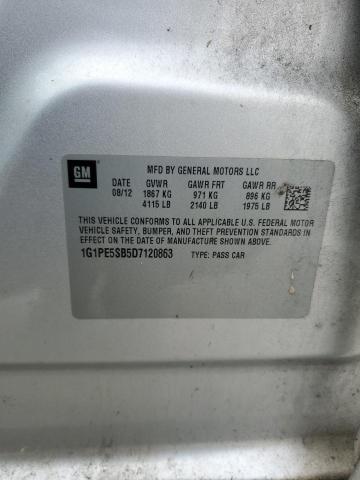 GM
MFD BY GENERAL MOTORS LLC
DATE GVWR GAWR FRT GAWR RR
08/12 1867 KG 971 KG 896 KG
4115 LB 2140 LB 1975 LB
THIS VEHICLE CONFORMS TO ALL APPLICABLE U.S. FEDERAL MOTOR
VEHICLE SAFETY, BUMPER, AND THEFT PREVENTION STANDARDS IN
EFFECT ON THE DATE OF MANUFACTURE SHOWN ABOVE.
1G1PE5SB5D7120863 TYPE: PASS CAR